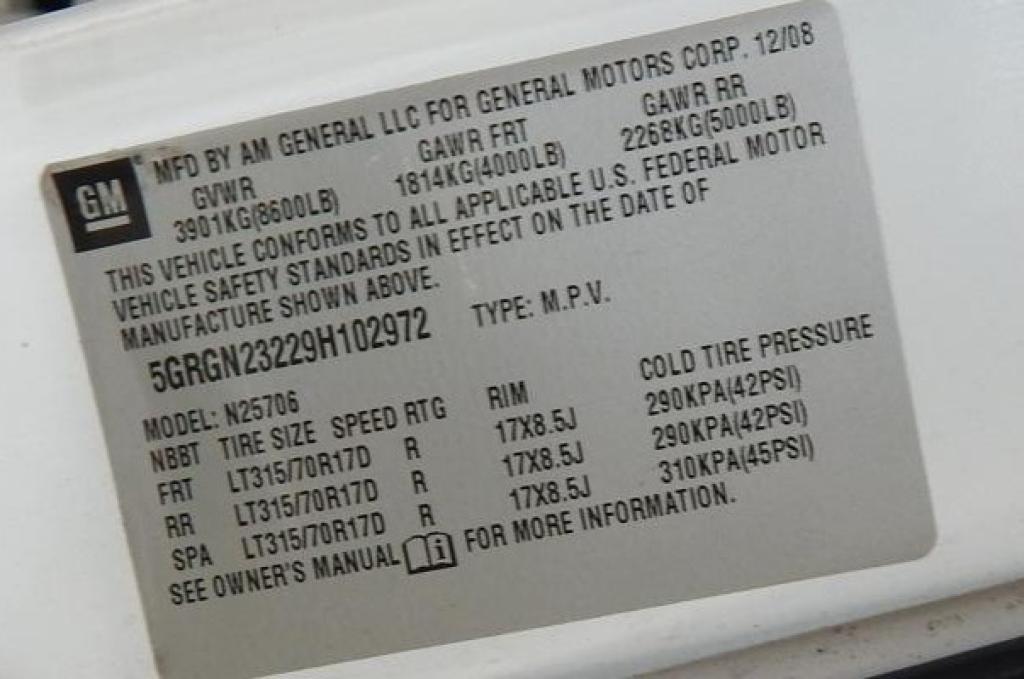 GM
MFD BY AM GENERAL LLC FOR GENERAL MOTORS CORP. 12/08
GVWR GAWR FRT GAWR RR
3901KG(8600LB) 1814KG(4000LB) 2268KG(5000LB)
THIS VEHICLE CONFORMS TO ALL APPLICABLE U.S. FEDERAL MOTOR
VEHICLE SAFETY STANDARDS IN EFFECT ON THE DATE OF
MANUFACTURE SHOWN ABOVE.
5GRGN23229H102972 TYPE: M.P.V.
MODEL: N25706
NBBT TIRE SIZE SPEED RTG RIM COLD TIRE PRESSURE
FRT LT315/70R17D R 17X8.5J 290KPA(42PSI)
RR LT315/70R17D R 17X8.5J 290KPA(42PSI)
SPA LT315/70R17D R 17X8.5J 310KPA(45PSI)
SEE OWNER'S MANUAL i FOR MORE INFORMATION.